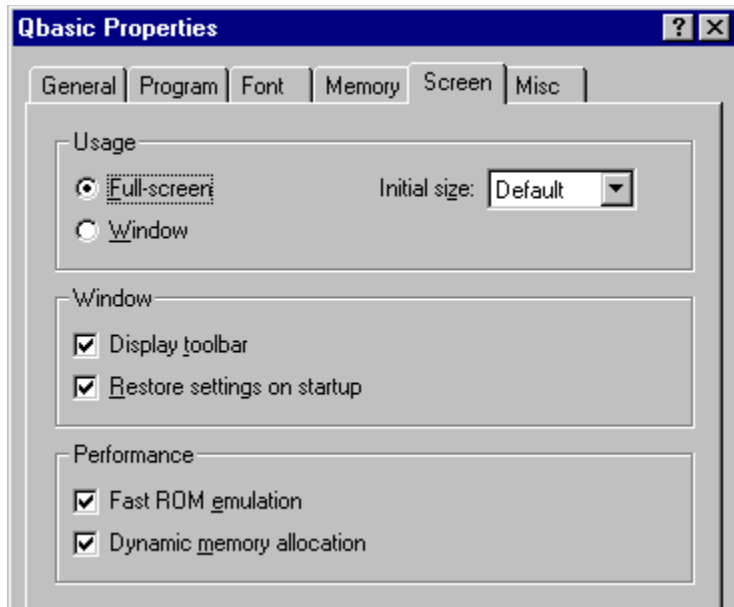 Qbasic Properties
General Program Font Memory Screen Misc
Usage
Full-screen Initial size: Default
Window
Window
Display toolbar
Restore settings on startup
Performance
Fast ROM emulation
Dynamic memory allocation